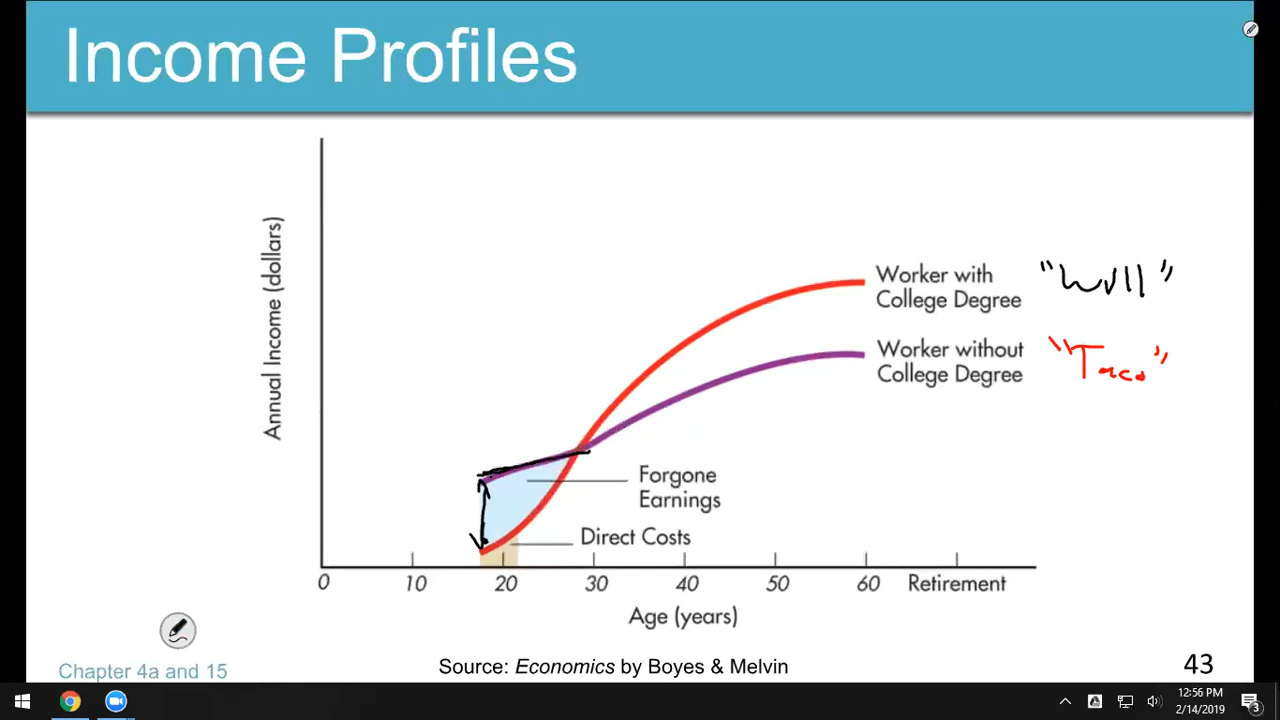 Income Profiles
Annual Income (dollars)
Worker with
College Degree
"Will"
Worker without
College Degree
"Taco"
Forgone
Earnings
Direct Costs
0 10 20 30 40 50 60 Retirement
Age (years)
Chapter 4a and 15
Source: Economics by Boyes & Melvin
43
12:56 PM
2/14/2019
3